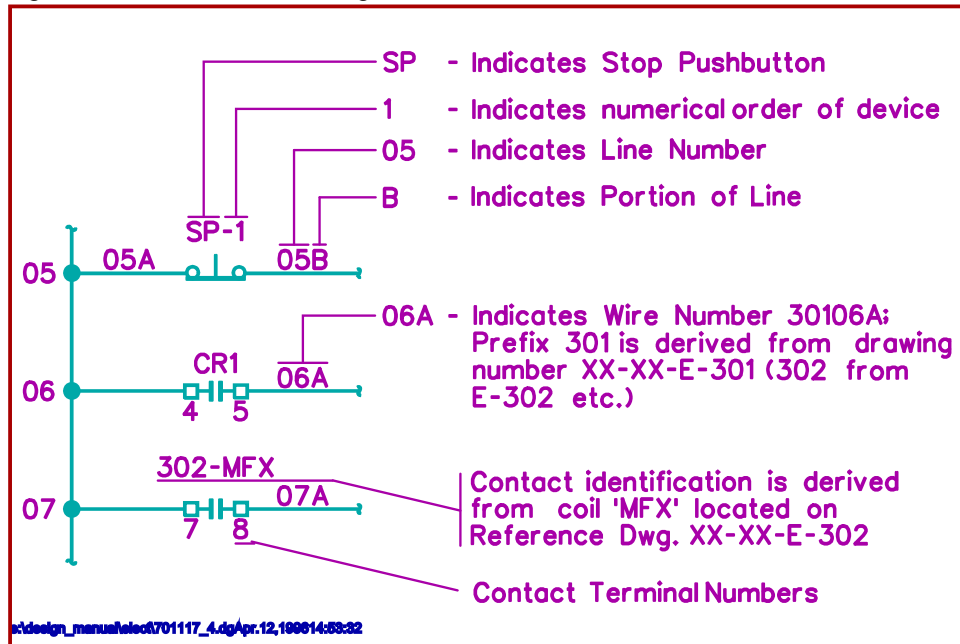 SP - Indicates Stop Pushbutton
1 - Indicates numerical order of device
05 - Indicates Line Number
B - Indicates Portion of Line
SP-1
05 05A 05B
06A - Indicates Wire Number 30106A;
Prefix 301 is derived from drawing
number XX-XX-E-301 (302 from
E-302 etc.)
CR1
06 06A
4 5
302-MFX
Contact identification is derived
from coil 'MFX' located on
Reference Dwg. XX-XX-E-302
07 07A
7 8
Contact Terminal Numbers